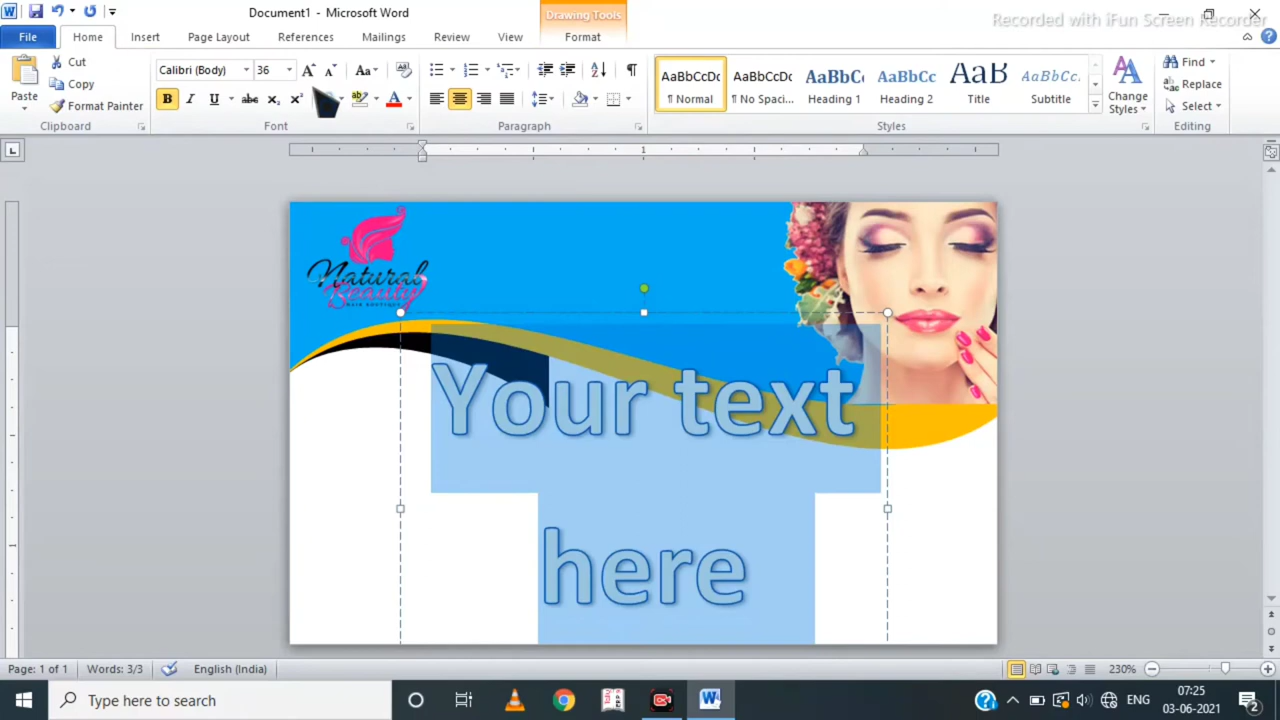 Document1 - Microsoft Word
Drawing Tools
Recorded with iFun Screen Recorder
File Home Insert Page Layout References Mailings Review View Format
Paste
Cut
Copy
Format Painter
Clipboard
Calibri (Body) 36
Font
Paragraph
AaBbCcDc AaBbCcDc AaBbCc AaBbCc AaB AaBbCc.
¶ Normal ¶ No Spaci... Heading 1 Heading 2 Title Subtitle
Change
Styles
Styles
Find
Replace
Select
Editing
Natural
Beauty
HAIR BOUTIQUE
Your text
here
Page: 1 of 1 Words: 3/3 English (India) 230%
Type here to search
ENG
07:25
03-06-2021
2